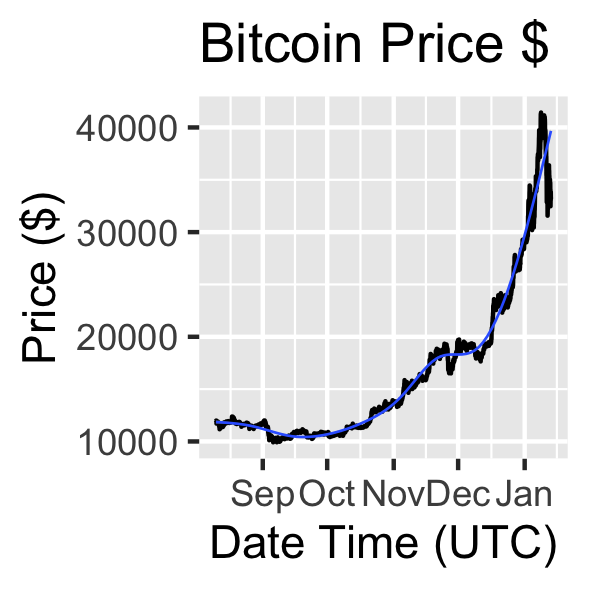 Bitcoin Price $
Price ($)
40000
30000
20000
10000
Sep Oct Nov Dec Jan
Date Time (UTC)